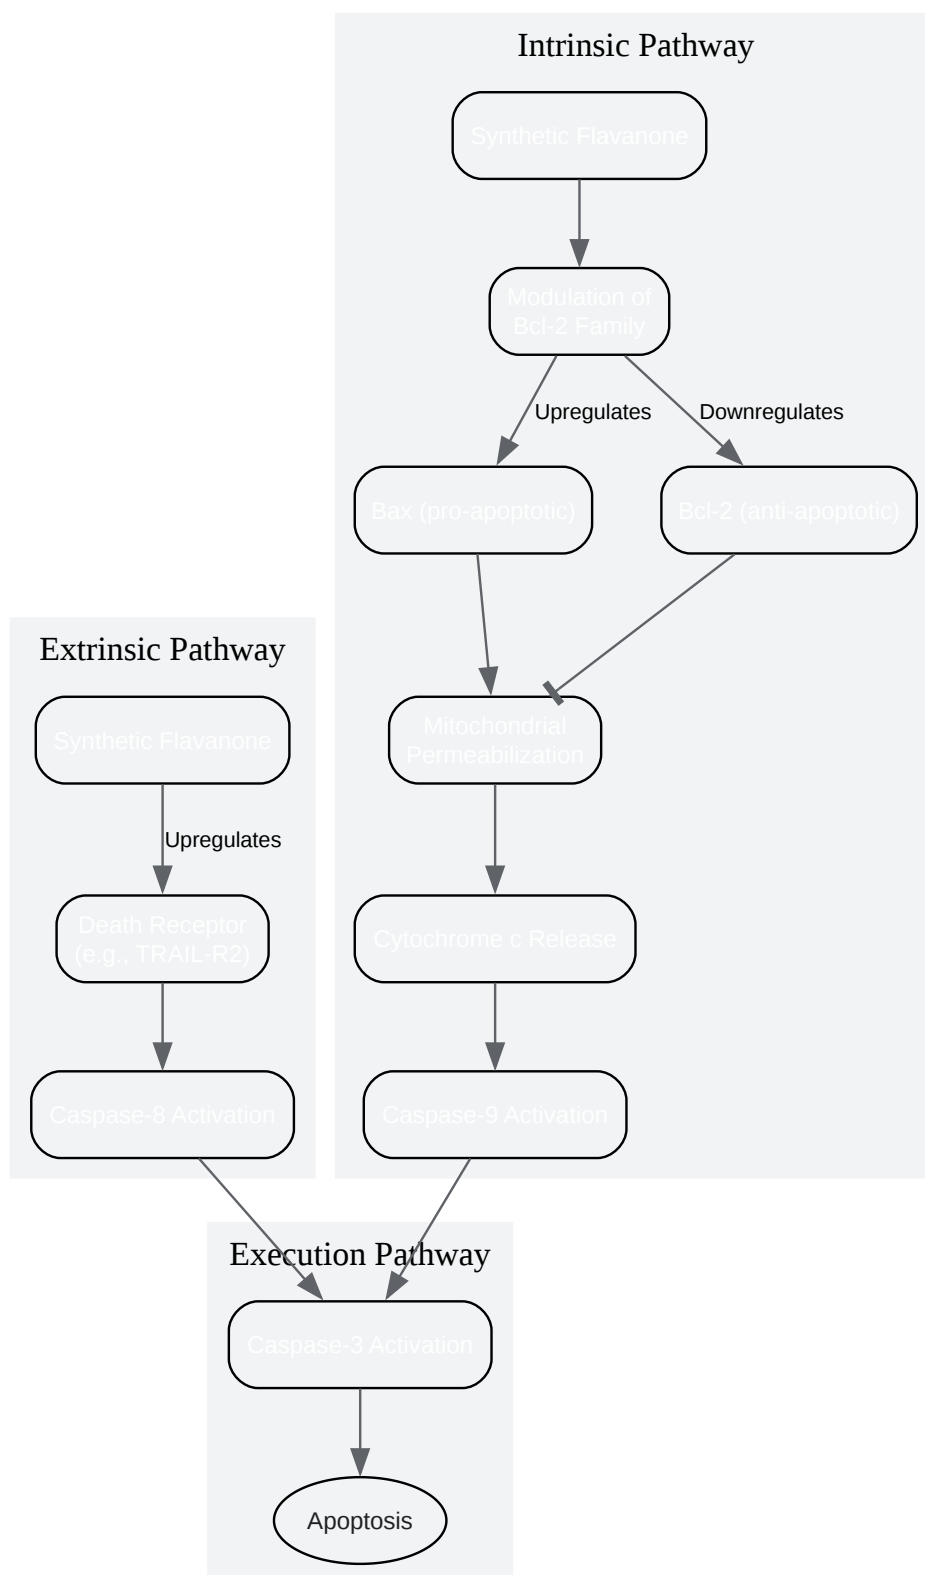 Intrinsic Pathway
Synthetic Flavanone
Modulation of
Bcl-2 Family
Upregulates
Downregulates
Bax (pro-apoptotic)
Bcl-2 (anti-apoptotic)
Mitochondrial
Permeabilization
Cytochrome c Release
Caspase-9 Activation
Extrinsic Pathway
Synthetic Flavanone
Upregulates
Death Receptor
(e.g., TRAIL-R2)
Caspase-8 Activation
Execution Pathway
Caspase-3 Activation
Apoptosis